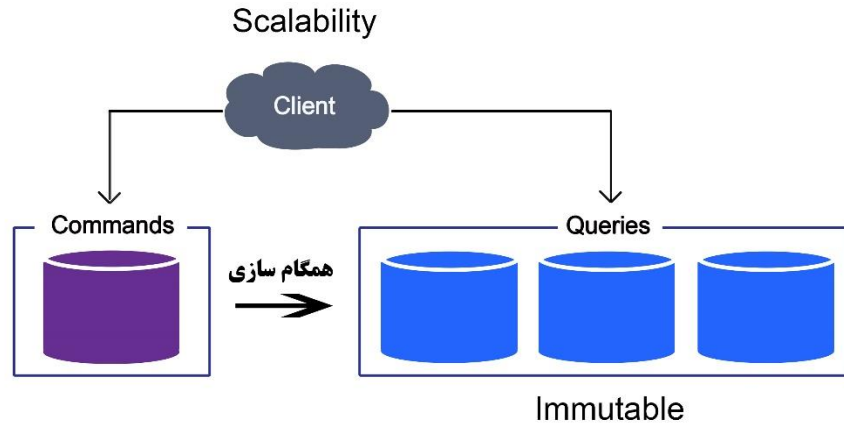 Scalability
Client
Commands
Queries
همگام سازی
Immutable